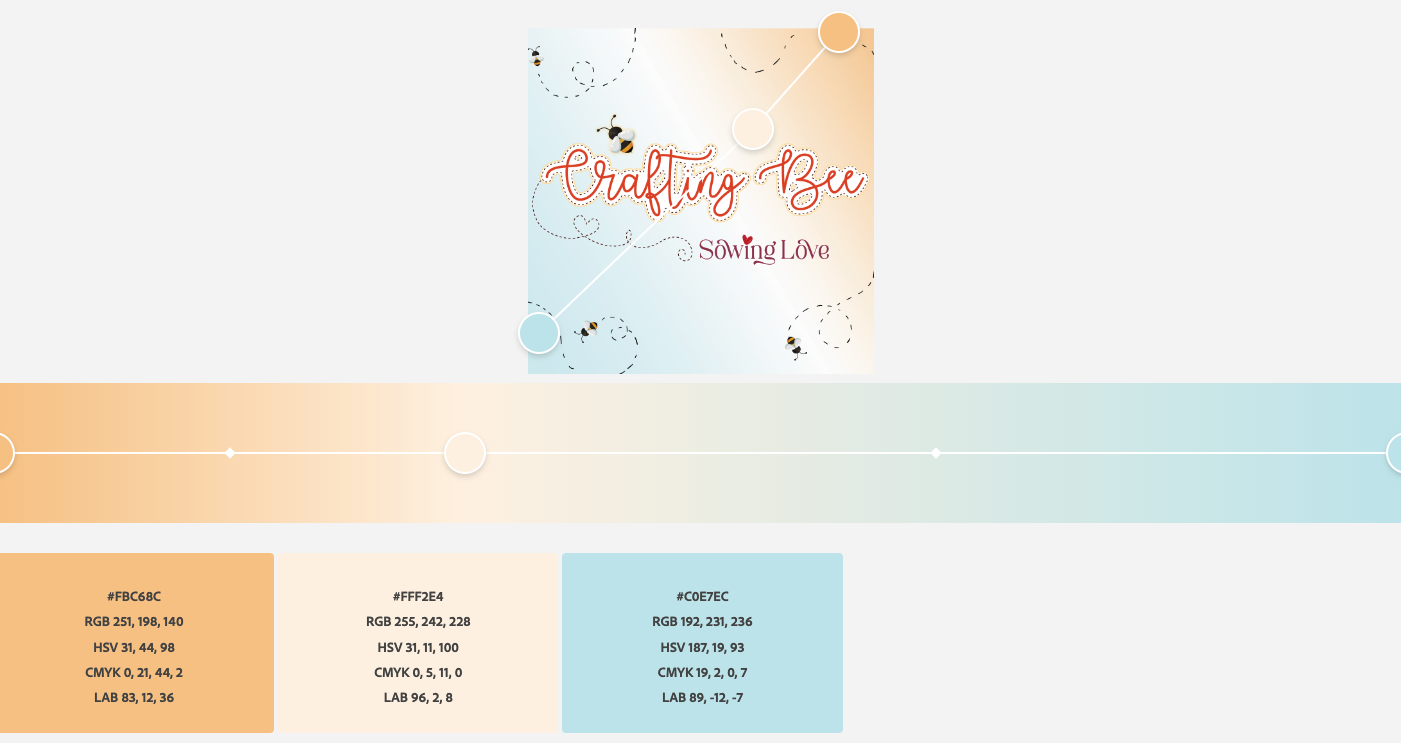 Crafting Bee
Sowing Love
#FBC68C
RGB 251, 198, 140
HSV 31, 44, 98
CMYK 0, 21, 44, 2
LAB 83, 12, 36
#FFF2E4
RGB 255, 242, 228
HSV 31, 11, 100
CMYK 0, 5, 11, 0
LAB 96, 2, 8
#C0E7EC
RGB 192, 231, 236
HSV 187, 19, 93
CMYK 19, 2, 0, 7
LAB 89, -12, -7